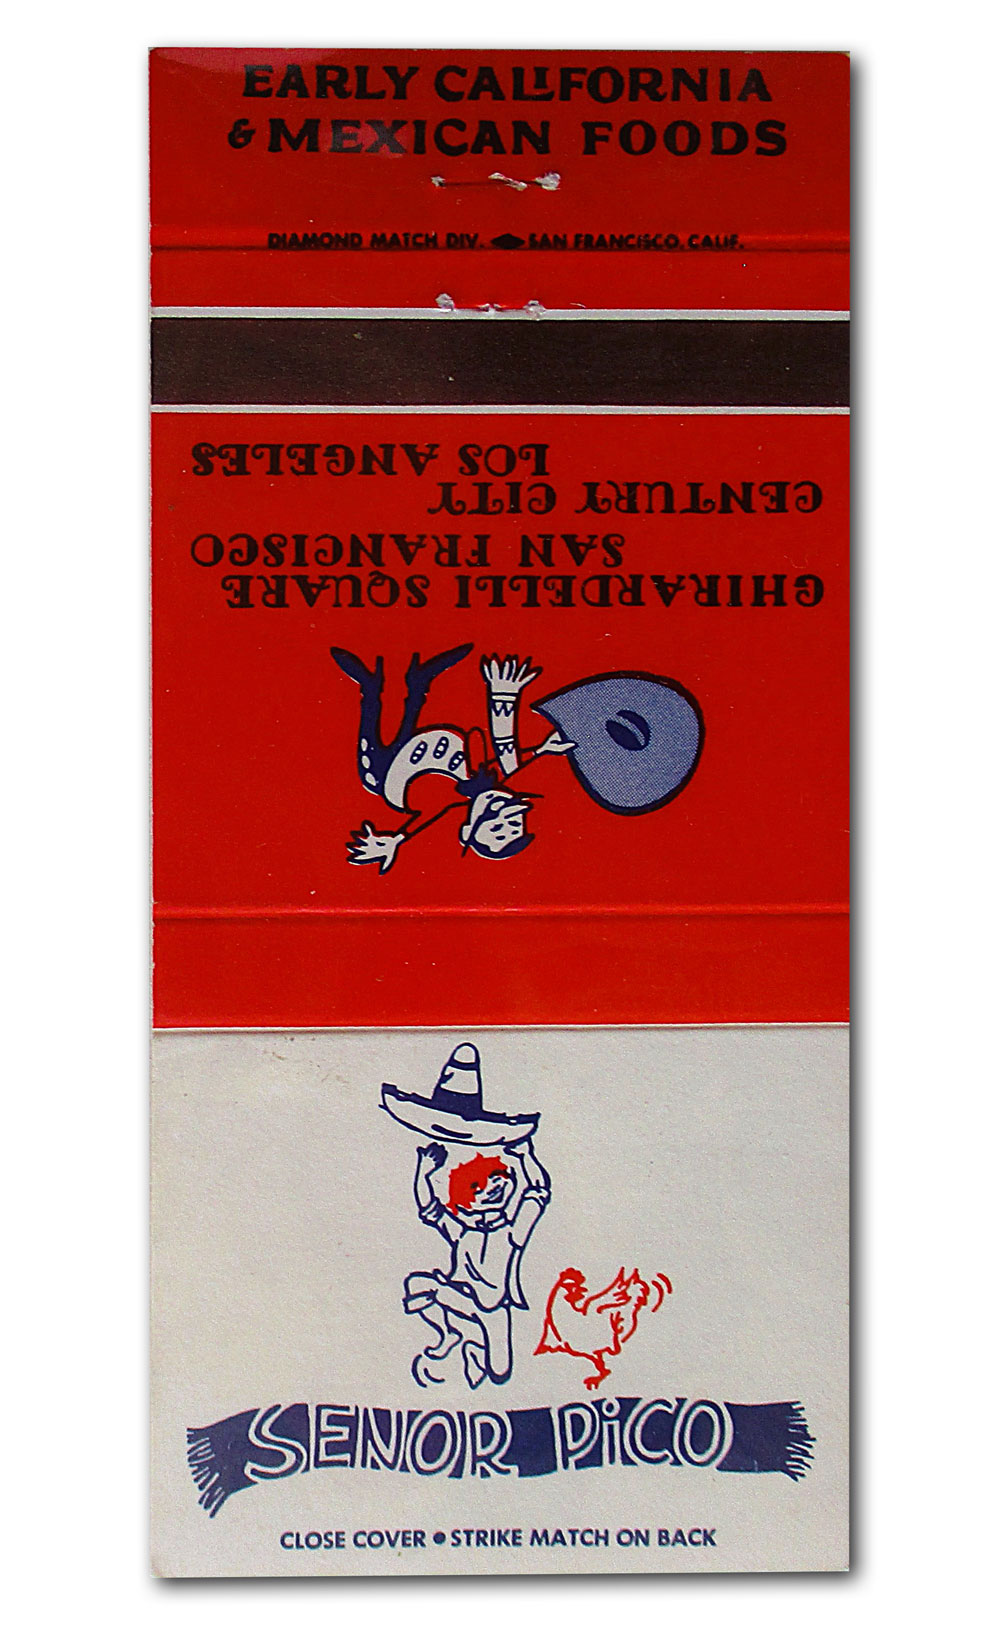 EARLY CALIFORNIA
& MEXICAN FOODS
DIAMOND MATCH DIV. SAN FRANCISCO, CALIF.
GHIRARDELLI SQUARE
SAN FRANCISCO
CENTURY CITY
LOS ANGELES
SENOR PiCO
CLOSE COVER • STRIKE MATCH ON BACK